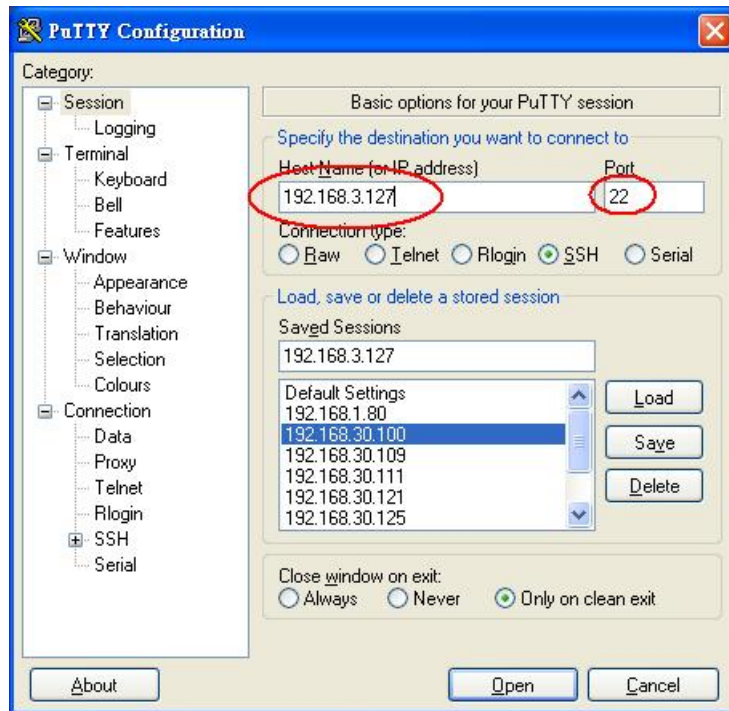 PuTTY Configuration
Category:
Session
Logging
Terminal
Keyboard
Bell
Features
Window
Appearance
Behaviour
Translation
Selection
Colours
Connection
Data
Proxy
Telnet
Rlogin
SSH
Serial
Basic options for your PuTTY session
Specify the destination you want to connect to
Host Name (or IP address) Port
192.168.3.127 22
Connection type:
Raw Telnet Rlogin SSH Serial
Load, save or delete a stored session
Saved Sessions
192.168.3.127
Default Settings
192.168.1.80
192.168.30.100
192.168.30.109
192.168.30.111
192.168.30.121
192.168.30.125
Load
Save
Delete
Close window on exit:
Always Never Only on clean exit
About Open Cancel